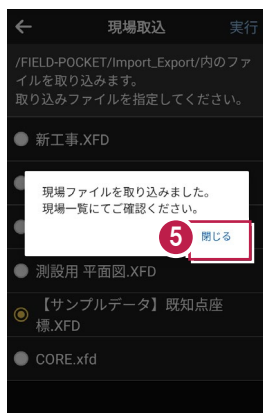 ← 現場取込 実行
/FIELD-POCKET/Import_Export/内のファ
イルを取り込みます。
取り込みファイルを指定してください。
新工事.XFD
現場ファイルを取り込みました。
現場一覧にてご確認ください。
5 閉じる
測設用 平面図.XFD
【サンプルデータ】既知点座
標.XFD
CORE.xfd